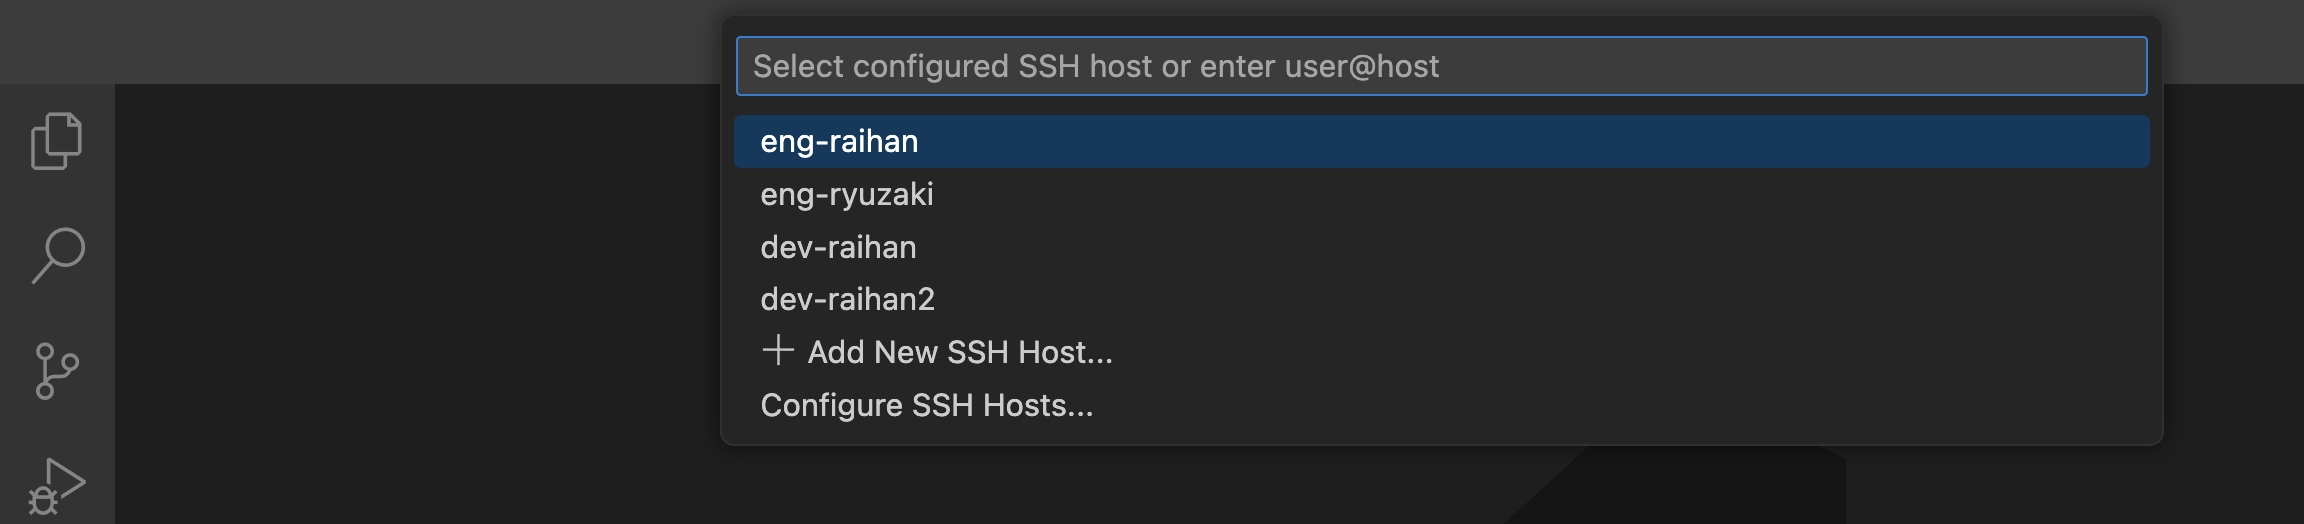 Select configured SSH host or enter user@host
eng-raihan
eng-ryuzaki
dev-raihan
dev-raihan2
Add New SSH Host...
Configure SSH Hosts...